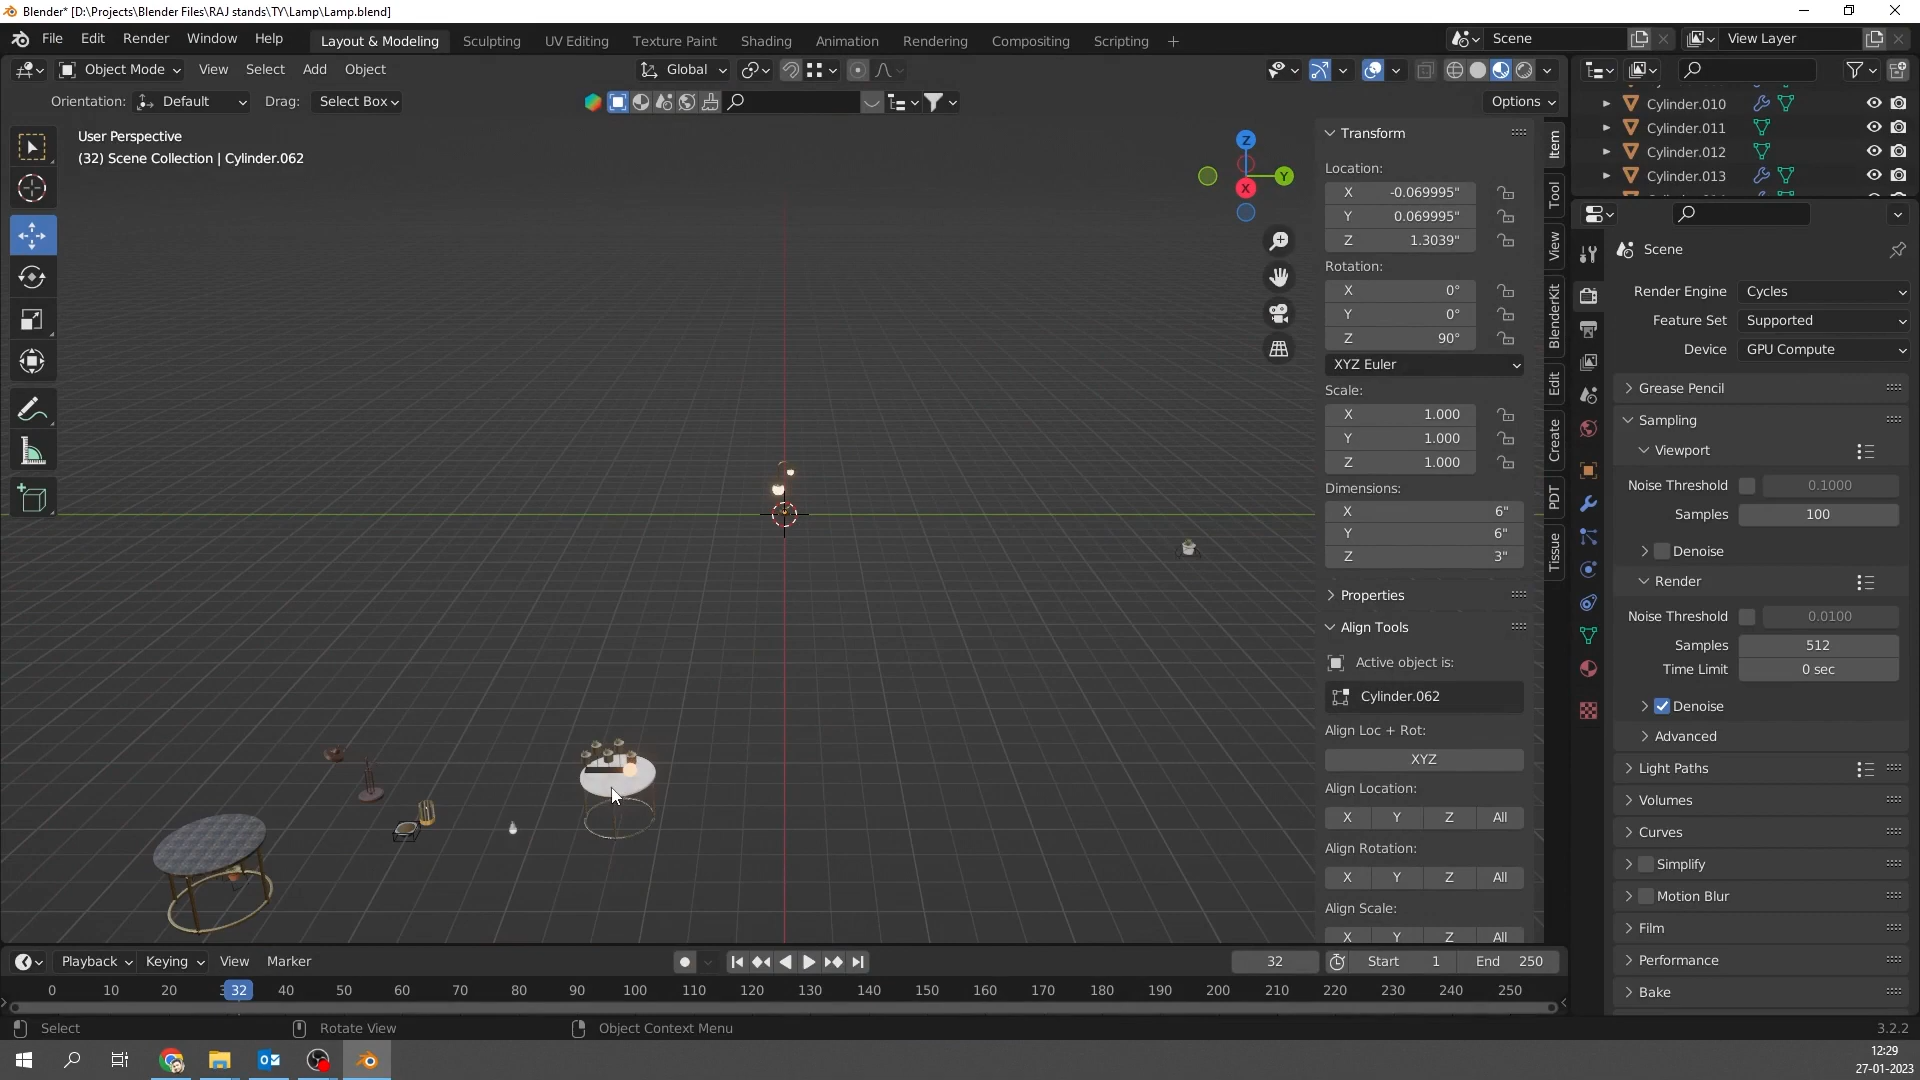 Blender* [D:\Projects\Blender Files\RAJ stands\TY\Lamp\Lamp.blend]
File Edit Render Window Help
Layout & Modeling Sculpting UV Editing Texture Paint Shading Animation Rendering Compositing Scripting
Scene View Layer
Object Mode View Select Add Object Global
Orientation: Default Drag: Select Box Options
User Perspective
(32) Scene Collection | Cylinder.062
Z
Y
X
Transform
Location:
X -0.069995"
Y 0.069995"
Z 1.3039"
Rotation:
X 0°
Y 0°
Z 90°
XYZ Euler
Scale:
X 1.000
Y 1.000
Z 1.000
Dimensions:
X 6"
Y 6"
Z 3"
Properties
Align Tools
Active object is:
Cylinder.062
Align Loc + Rot:
XYZ
Align Location:
X Y Z All
Align Rotation:
X Y Z All
Align Scale:
X Y Z All
Item
Tool
View
BlenderKit
Edit
Create
PDT
Tissue
Cylinder.010
Cylinder.011
Cylinder.012
Cylinder.013
Scene
Render Engine Cycles
Feature Set Supported
Device GPU Compute
Grease Pencil
Sampling
Viewport
Noise Threshold 0.1000
Samples 100
Denoise
Render
Noise Threshold 0.0100
Samples 512
Time Limit 0 sec
Denoise
Advanced
Light Paths
Volumes
Curves
Simplify
Motion Blur
Film
Performance
Bake
Playback Keying View Marker 32 Start 1 End 250
0 10 20 32 40 50 60 70 80 90 100 110 120 130 140 150 160 170 180 190 200 210 220 230 240 250
Select Rotate View Object Context Menu 3.2.2
12:29
27-01-2023